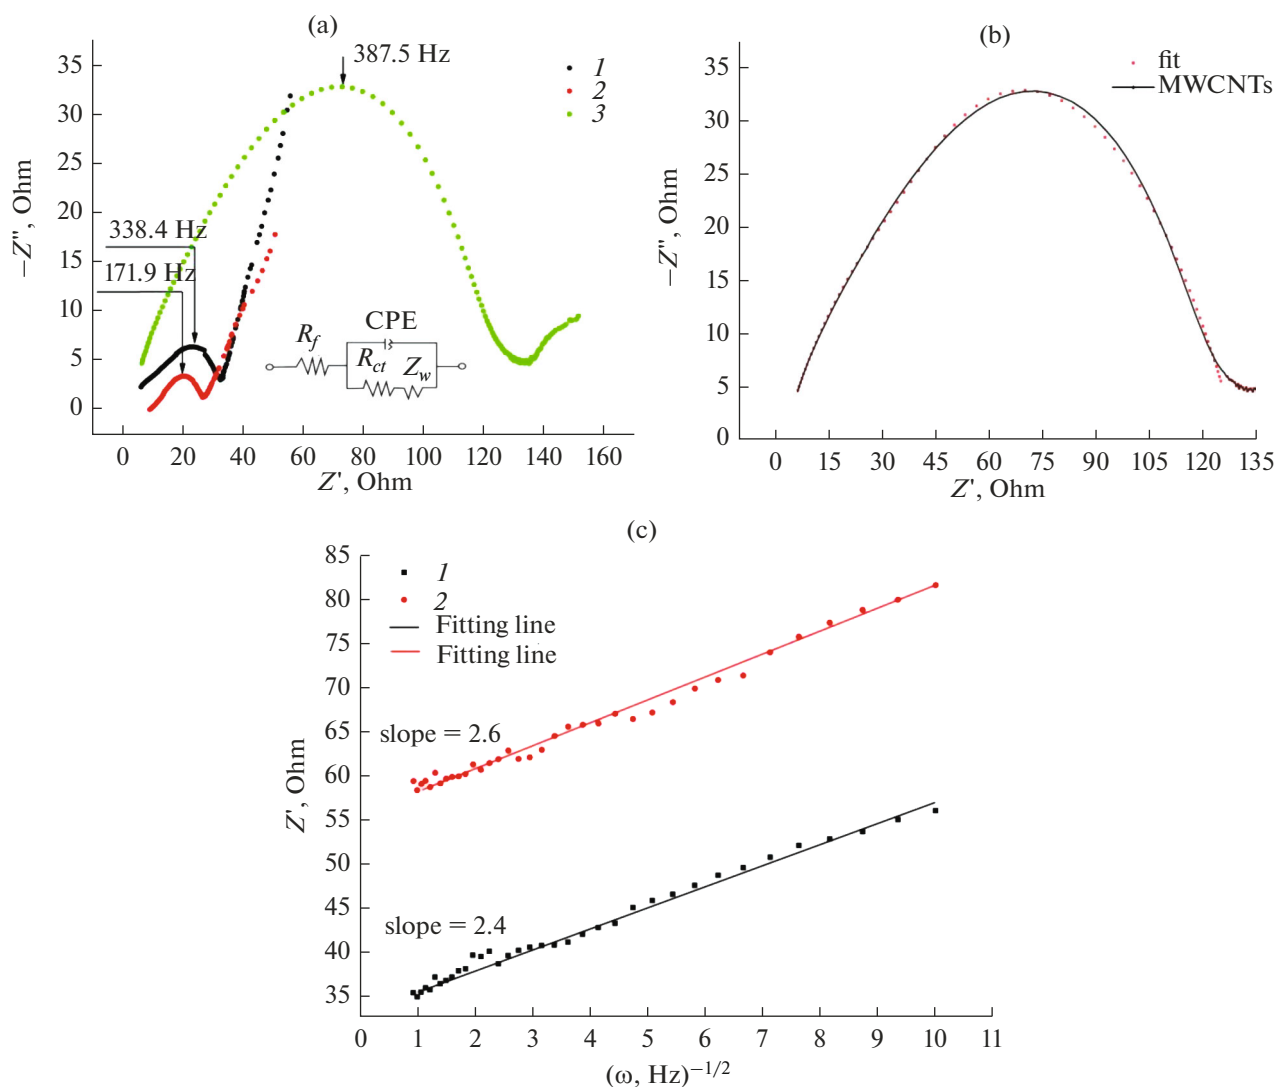 (a)
387.5 Hz
35
30
25
20
15
10
5
0
−Z", Ohm
1
2
3
338.4 Hz
171.9 Hz
CPE
R_f
R_ct
Z_w
0 20 40 60 80 100 120 140 160
Z', Ohm
(b)
35
30
25
20
15
10
5
0
−Z", Ohm
fit
MWCNTs
0 15 30 45 60 75 90 105 120 135
Z', Ohm
(c)
85
80
75
70
65
60
55
50
45
40
35
Z', Ohm
1
2
Fitting line
Fitting line
slope = 2.6
slope = 2.4
0 1 2 3 4 5 6 7 8 9 10 11
(ω, Hz)^−1/2